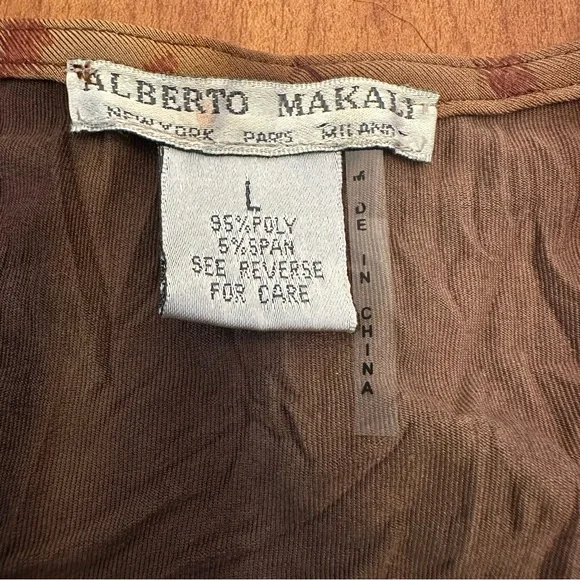 ALBERTO MAKALI
NEW YORK PARIS MILANO
L
95%POLY
5%SPAN
SEE REVERSE
FOR CARE
M DE IN CHINA